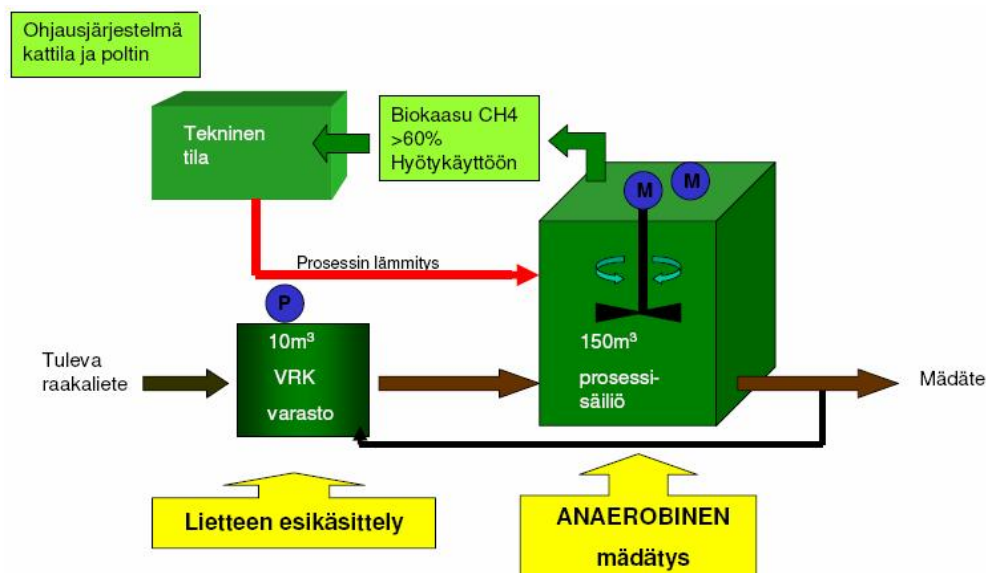 Ohjausjärjestelmä
kattila ja poltin
Tekninen
tila
Biokaasu CH4
>60%
Hyötykäyttöön
M
M
Prosessin lämmitys
P
10m³
VRK
varasto
150m³
prosessi-
säiliö
Tuleva
raakaliete
Mädäte
Lietteen esikäsittely
ANAEROBINEN
mädätys